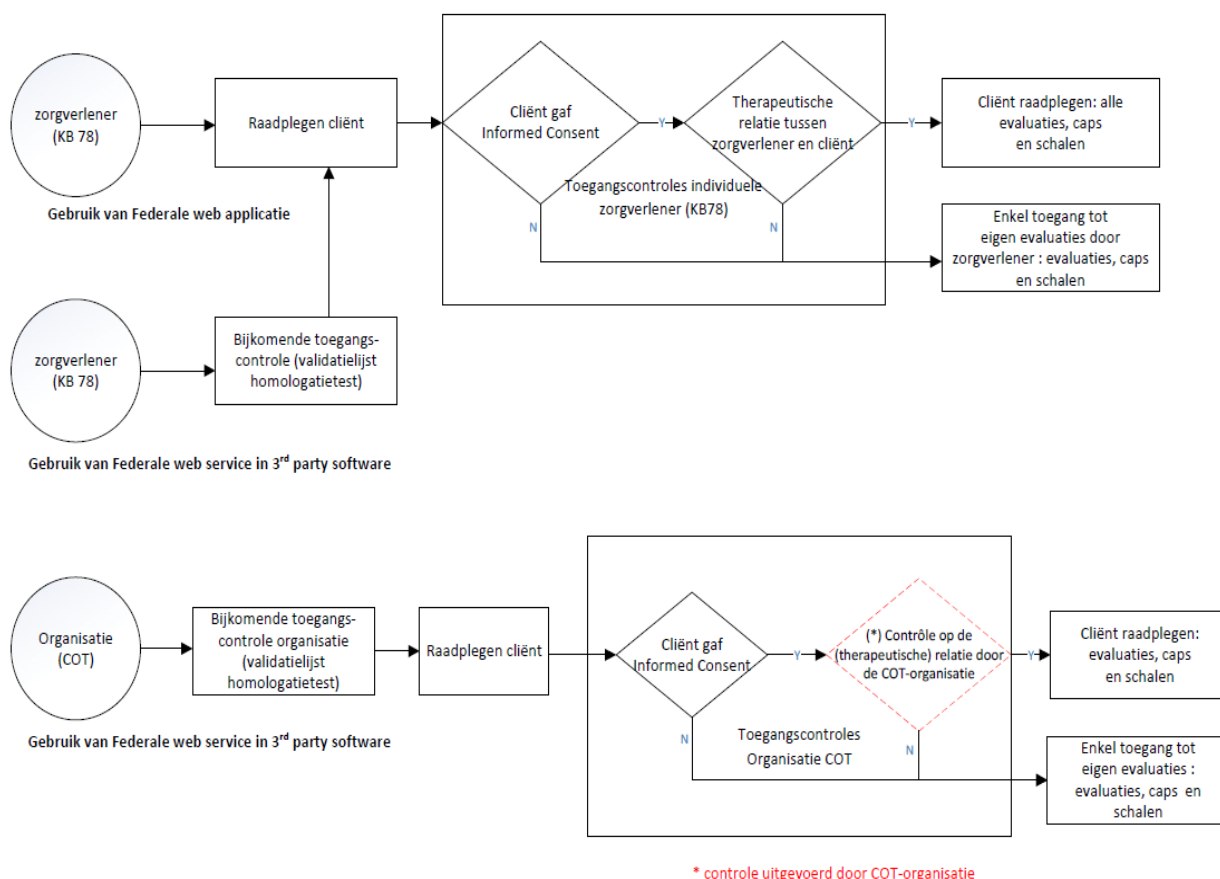 zorgverlener
(KB 78)
Raadplegen cliënt
Cliënt gaf
Informed Consent
Y
Therapeutische
relatie tussen
zorgverlener en cliënt
Y
Cliënt raadplegen: alle
evaluaties, caps
en schalen
Gebruik van Federale web applicatie
Toegangscontroles individuele
zorgverlener (KB78)
N
N
Enkel toegang tot
eigen evaluaties door
zorgverlener : evaluaties, caps
en schalen
zorgverlener
(KB 78)
Bijkomende toegangs-
controle (validatielijst
homologatietest)
Gebruik van Federale web service in 3rd party software
Organisatie
(COT)
Bijkomende toegangs-
controle organisatie
(validatielijst
homologatietest)
Raadplegen cliënt
Cliënt gaf
Informed Consent
Y
(*) Contrôle op de
(therapeutische) relatie door
de COT-organisatie
Y
Cliënt raadplegen:
evaluaties, caps
en schalen
Gebruik van Federale web service in 3rd party software
N
Toegangscontroles
Organisatie COT
N
Enkel toegang tot
eigen evaluaties :
evaluaties, caps en
schalen
* controle uitgevoerd door COT-organisatie